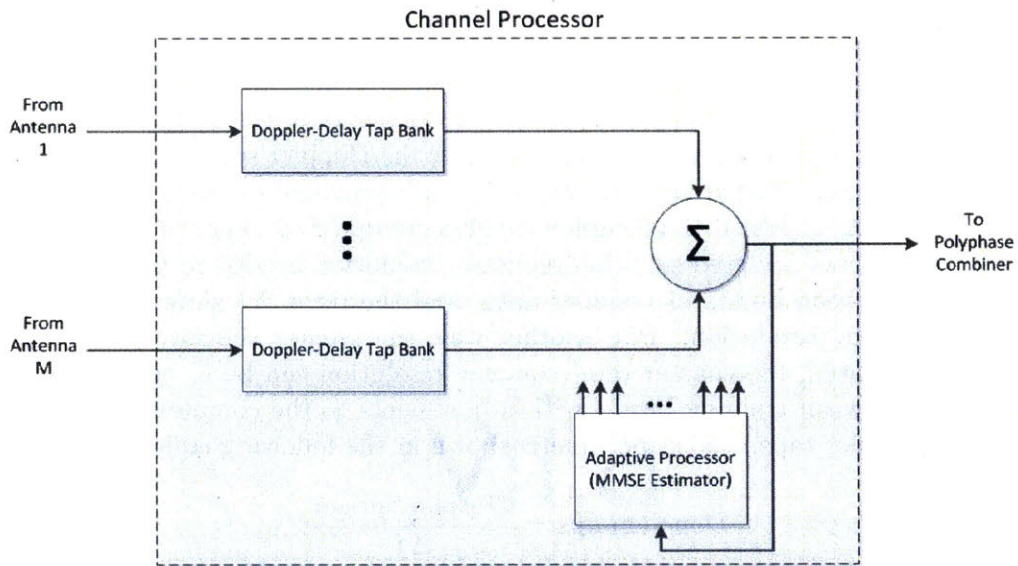 Channel Processor
From
Antenna
1
Doppler-Delay Tap Bank
Σ
To
Polyphase
Combiner
From
Antenna
M
Doppler-Delay Tap Bank
Adaptive Processor
(MMSE Estimator)